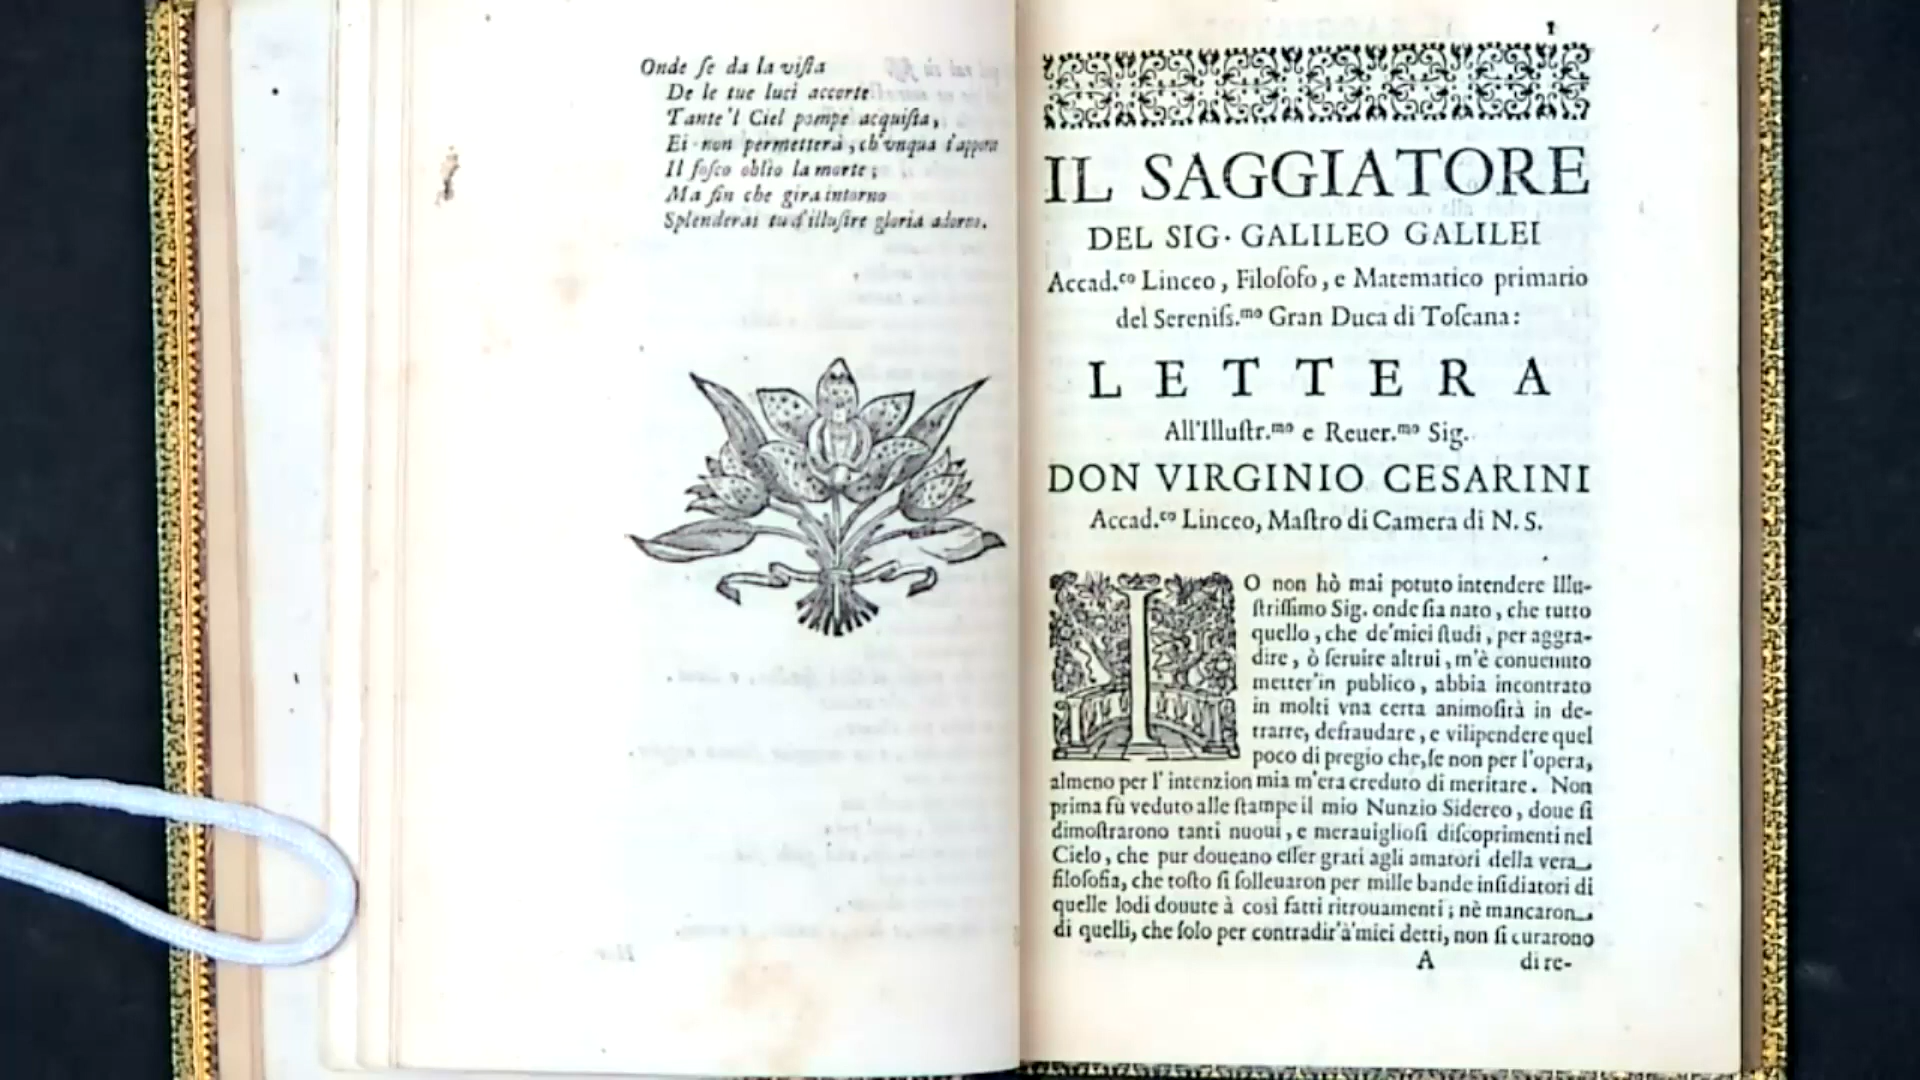 Onde ſe da la viſta
De le tue luci accorte
Tante'l Ciel pompe acquiſta,
Ei non permetterà, ch'vnqua t'apporti
Il foſco oblio la morte;
Ma fin che gira intorno
Splenderai tu d'illuſtre gloria adorno.
1
IL SAGGIATORE
DEL SIG. GALILEO GALILEI
Accad.co Linceo, Filoſofo, e Matematico primario
del Sereniſs.mo Gran Duca di Toſcana:
LETTERA
All'Illuſtr.mo e Reuer.mo Sig.
DON VIRGINIO CESARINI
Accad.co Linceo, Maſtro di Camera di N. S.
IO non hò mai potuto intendere Illu-
ſtriſſimo Sig. onde ſia nato, che tutto
quello, che de'miei ſtudi, per aggra-
dire, ò ſeruire altrui, m'è conuenuto
metter'in publico, abbia incontrato
in molti vna certa animoſità in de-
trarre, defraudare, e vilipendere quel
poco di pregio che, ſe non per l'opera,
almeno per l'intenzion mia m'era creduto di meritare. Non
prima fù veduto alle ſtampe il mio Nunzio Sidereo, doue ſi
dimoſtrarono tanti nuoui, e merauiglioſi diſcoprimenti nel
Cielo, che pur doueano eſſer grati agli amatori della vera
filoſofia, che toſto ſi ſolleuaron per mille bande inſidiatori di
quelle lodi douute à così fatti ritrouamenti; nè mancaron
di quelli, che ſolo per contradir'à'miei detti, non ſi curarono
A di re-